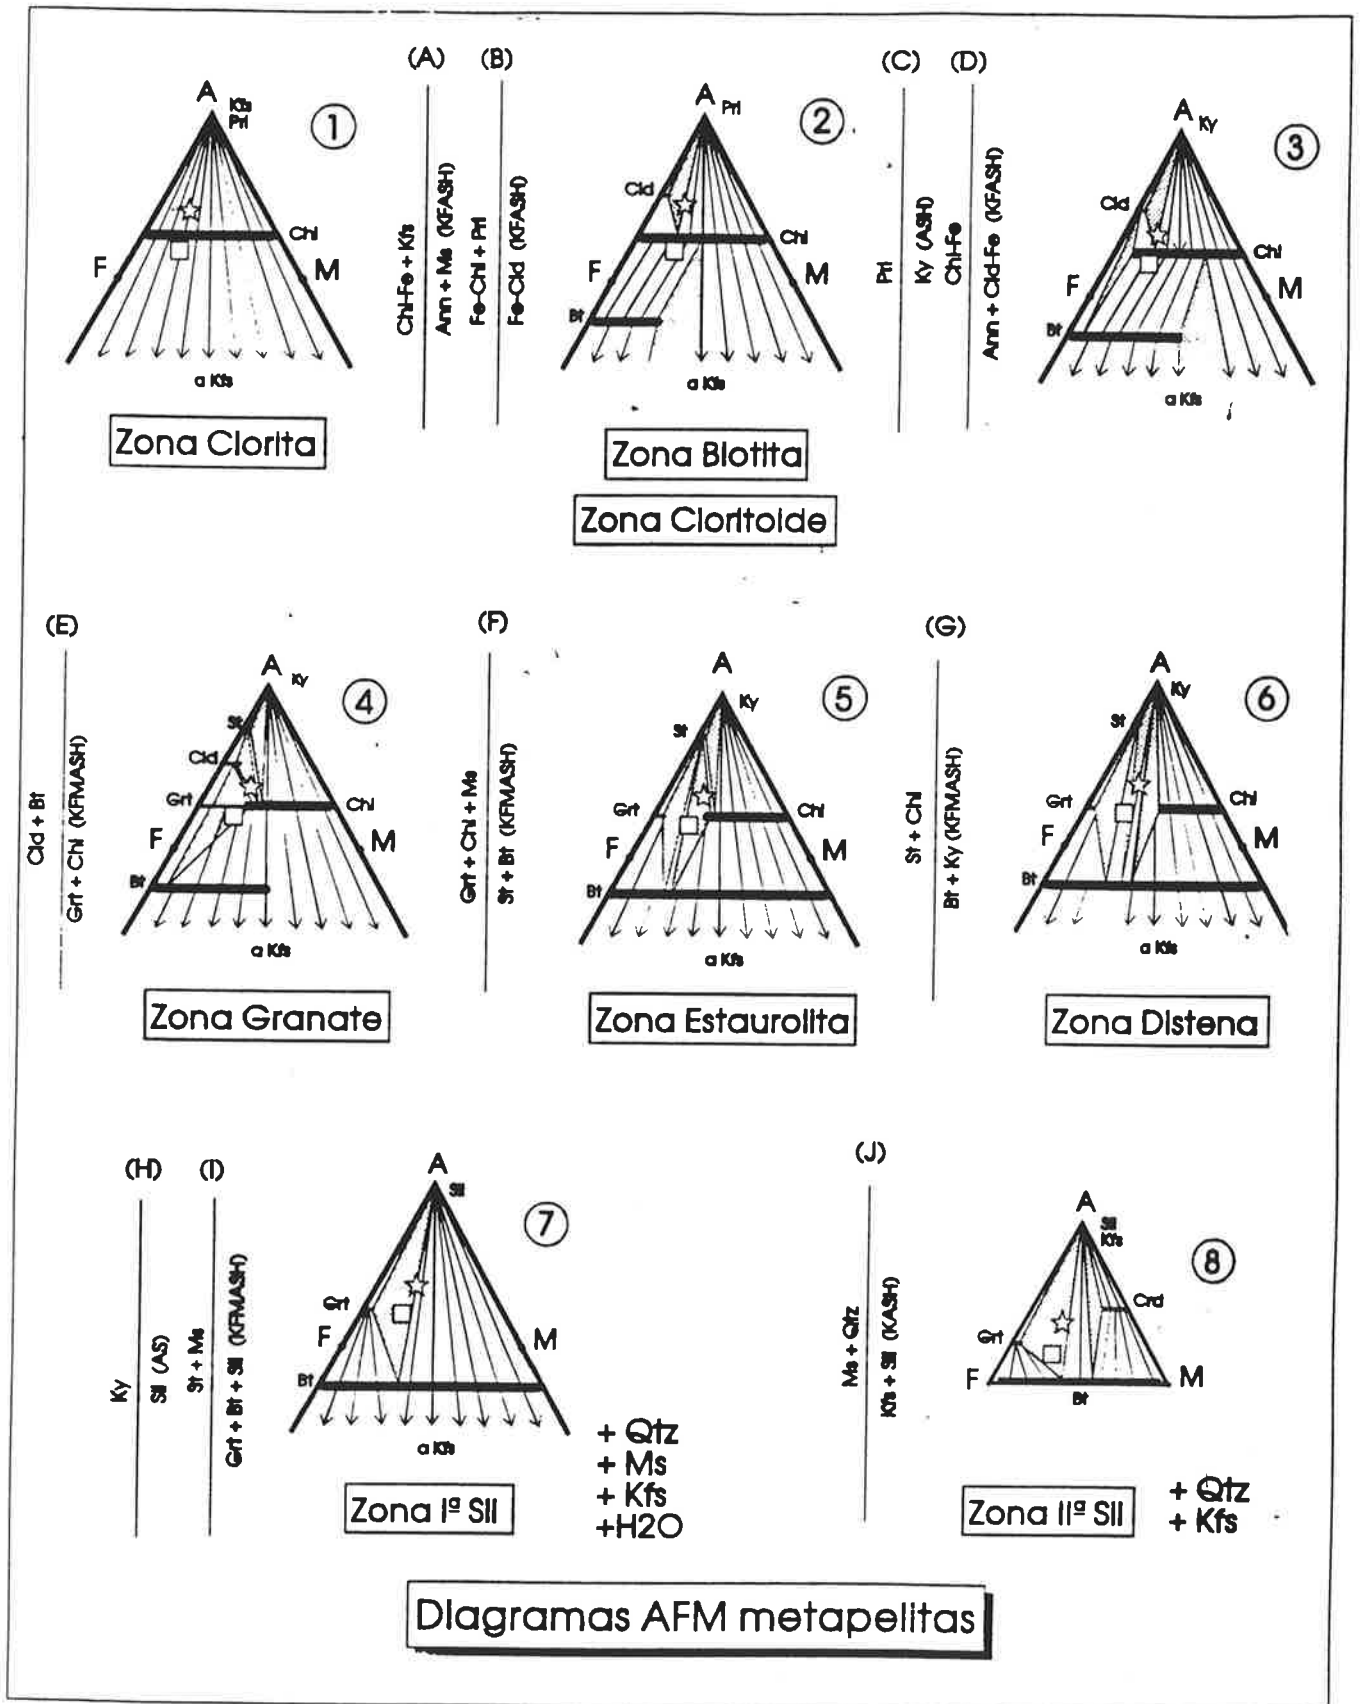 (A) (B)
(C) (D)
A
Kfs
Prl
1
Chl
F
M
a Kfs
Zona Clorita
Chl-Fe + Kfs
Ann + Ms (KFASH)
Fe-Chl + Prl
Fe-Cld (KFASH)
A
Prl
2
Cld
Chl
F
M
Bt
a Kfs
Zona Biotita
Zona Cloritoide
Prl
Ky (ASH)
Chl-Fe
Ann + Cld-Fe (KFASH)
A
Ky
3
Cld
Chl
F
M
Bt
a Kfs
(E)
Cld + Bt
Grt + Chl (KFMASH)
A
Ky
4
St
Cld
Grt
Chl
F
M
Bt
a Kfs
Zona Granate
(F)
Grt + Chl + Ms
St + Bt (KFMASH)
A
Ky
5
St
Grt
Chl
F
M
Bt
a Kfs
Zona Estaurolita
(G)
St + Chl
Bt + Ky (KFMASH)
A
Ky
6
St
Grt
Chl
F
M
Bt
a Kfs
Zona Distena
(H) (I)
Ky
Sil (AS)
St + Ms
Grt + Bt + Sil (KFMASH)
A
Sil
7
Grt
F
M
Bt
a Kfs
+ Qtz
+ Ms
+ Kfs
+H2O
Zona Iª Sil
(J)
Ms + Qtz
Kfs + Sil (KASH)
A
Sil
Kfs
8
Crd
Grt
F
M
Bt
+ Qtz
+ Kfs
Zona IIª Sil
Diagramas AFM metapelitas